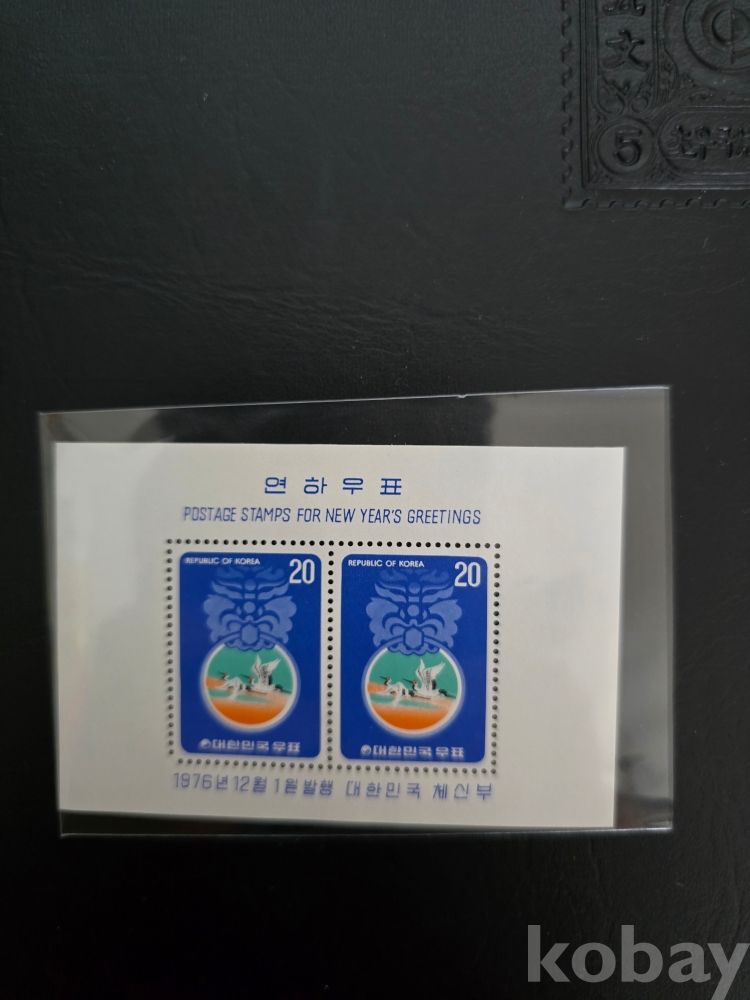 5
연하우표
POSTAGE STAMPS FOR NEW YEAR'S GREETINGS
REPUBLIC OF KOREA 20
대한민국우표
REPUBLIC OF KOREA 20
대한민국우표
1976년 12월 1일 발행 대한민국 체신부
kobay